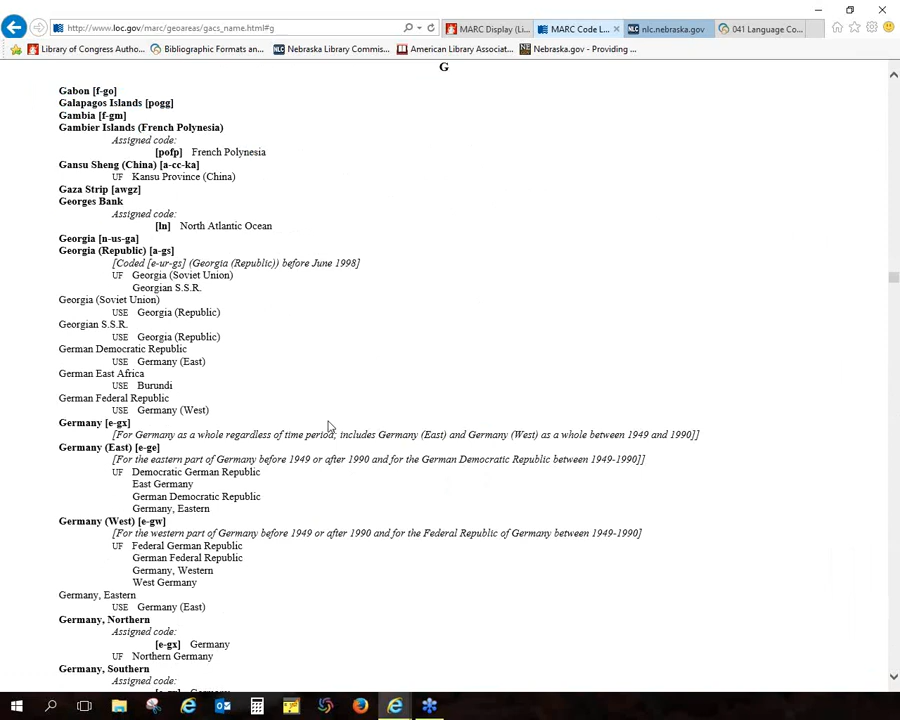 http://www.loc.gov/marc/geoareas/gacs_name.html#g
MARC Display (Li...
MARC Code L...
nlc.nebraska.gov
041 Language Co...
Library of Congress Autho...
Bibliographic Formats an...
NLC
Nebraska Library Commis...
American Library Associat...
Nebraska.gov - Providing ...
G
Gabon [f-go]
Galapagos Islands [pogg]
Gambia [f-gm]
Gambier Islands (French Polynesia)
Assigned code:
[pofp] French Polynesia
Gansu Sheng (China) [a-cc-ka]
UF Kansu Province (China)
Gaza Strip [awgz]
Georges Bank
Assigned code:
[ln] North Atlantic Ocean
Georgia [n-us-ga]
Georgia (Republic) [a-gs]
[Coded [e-ur-gs] (Georgia (Republic)) before June 1998]
UF Georgia (Soviet Union)
Georgian S.S.R.
Georgia (Soviet Union)
USE Georgia (Republic)
Georgian S.S.R.
USE Georgia (Republic)
German Democratic Republic
USE Germany (East)
German East Africa
USE Burundi
German Federal Republic
USE Germany (West)
Germany [e-gx]
[For Germany as a whole regardless of time period; includes Germany (East) and Germany (West) as a whole between 1949 and 1990]]
Germany (East) [e-ge]
[For the eastern part of Germany before 1949 or after 1990 and for the German Democratic Republic between 1949-1990]]
UF Democratic German Republic
East Germany
German Democratic Republic
Germany, Eastern
Germany (West) [e-gw]
[For the western part of Germany before 1949 or after 1990 and for the Federal Republic of Germany between 1949-1990]
UF Federal German Republic
German Federal Republic
Germany, Western
West Germany
Germany, Eastern
USE Germany (East)
Germany, Northern
Assigned code:
[e-gx] Germany
UF Northern Germany
Germany, Southern
Assigned code: